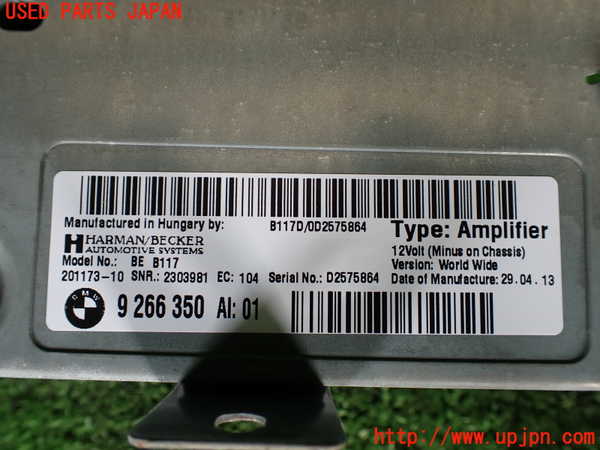 USED PARTS JAPAN
Manufactured in Hungary by:
B117D/0D2575864
Type: Amplifier
HARMAN/BECKER
AUTOMOTIVE SYSTEMS
12Volt (Minus on Chassis)
Model No.: BE B117
Version: World Wide
201173-10 SNR.: 2303981 EC: 104 Serial No.: D2575864
Date of Manufacture: 29.04.13
BMW 9 266 350 AI: 01
http://www.upjpn.com